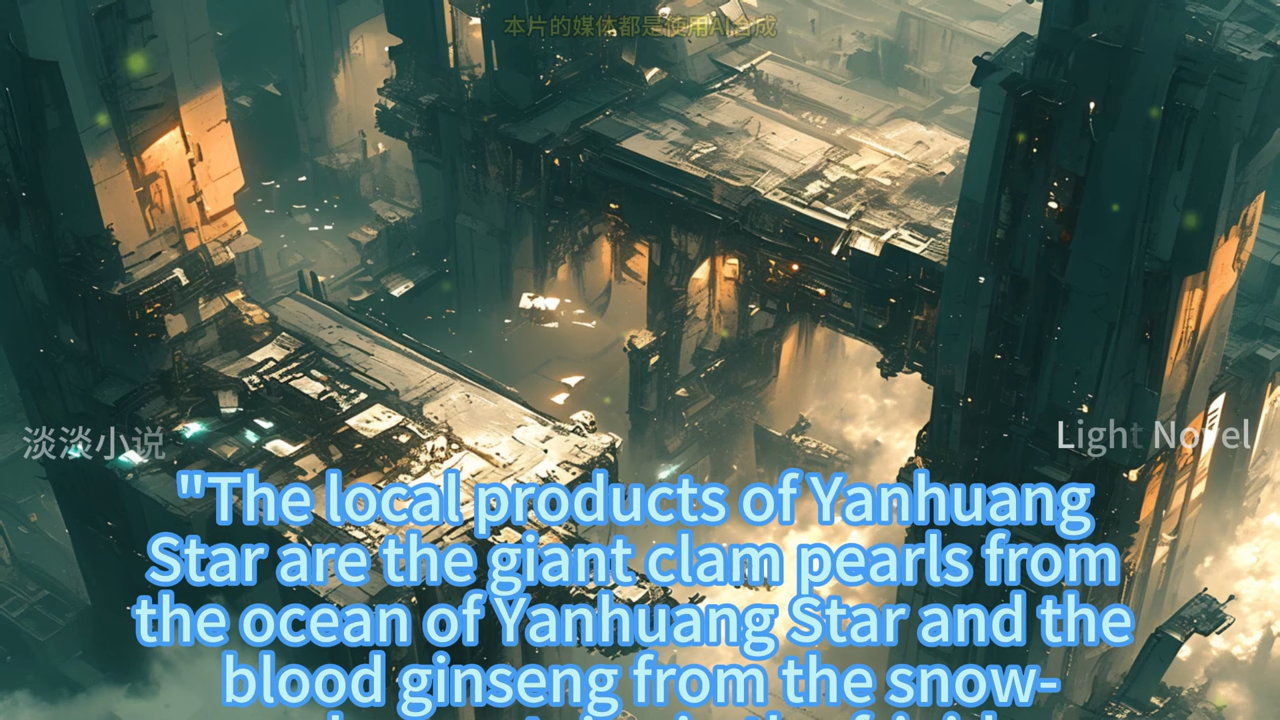 本片的媒体都是使用AI合成
淡淡小说
Light Novel
"The local products of Yanhuang
Star are the giant clam pearls from
the ocean of Yanhuang Star and the
blood ginseng from the snow-